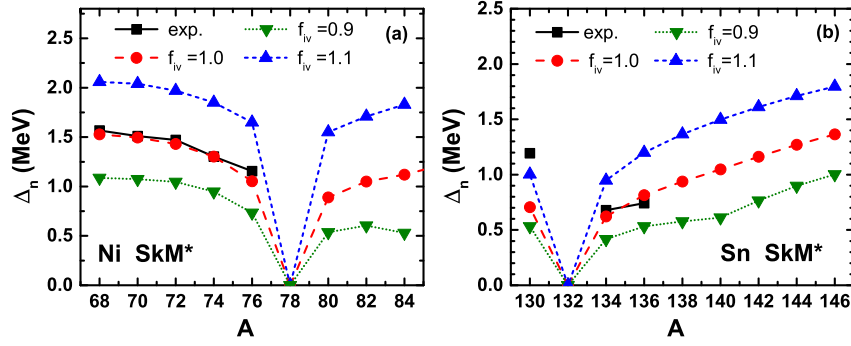 exp. f_iv=0.9 (a)
f_iv=1.0 f_iv=1.1
Δ_n (MeV)
2.5
2.0
1.5
1.0
0.5
0.0
Ni SkM*
68 70 72 74 76 78 80 82 84
A
exp. f_iv=0.9 (b)
f_iv=1.0 f_iv=1.1
Δ_n (MeV)
2.5
2.0
1.5
1.0
0.5
0.0
Sn SkM*
130 132 134 136 138 140 142 144 146
A